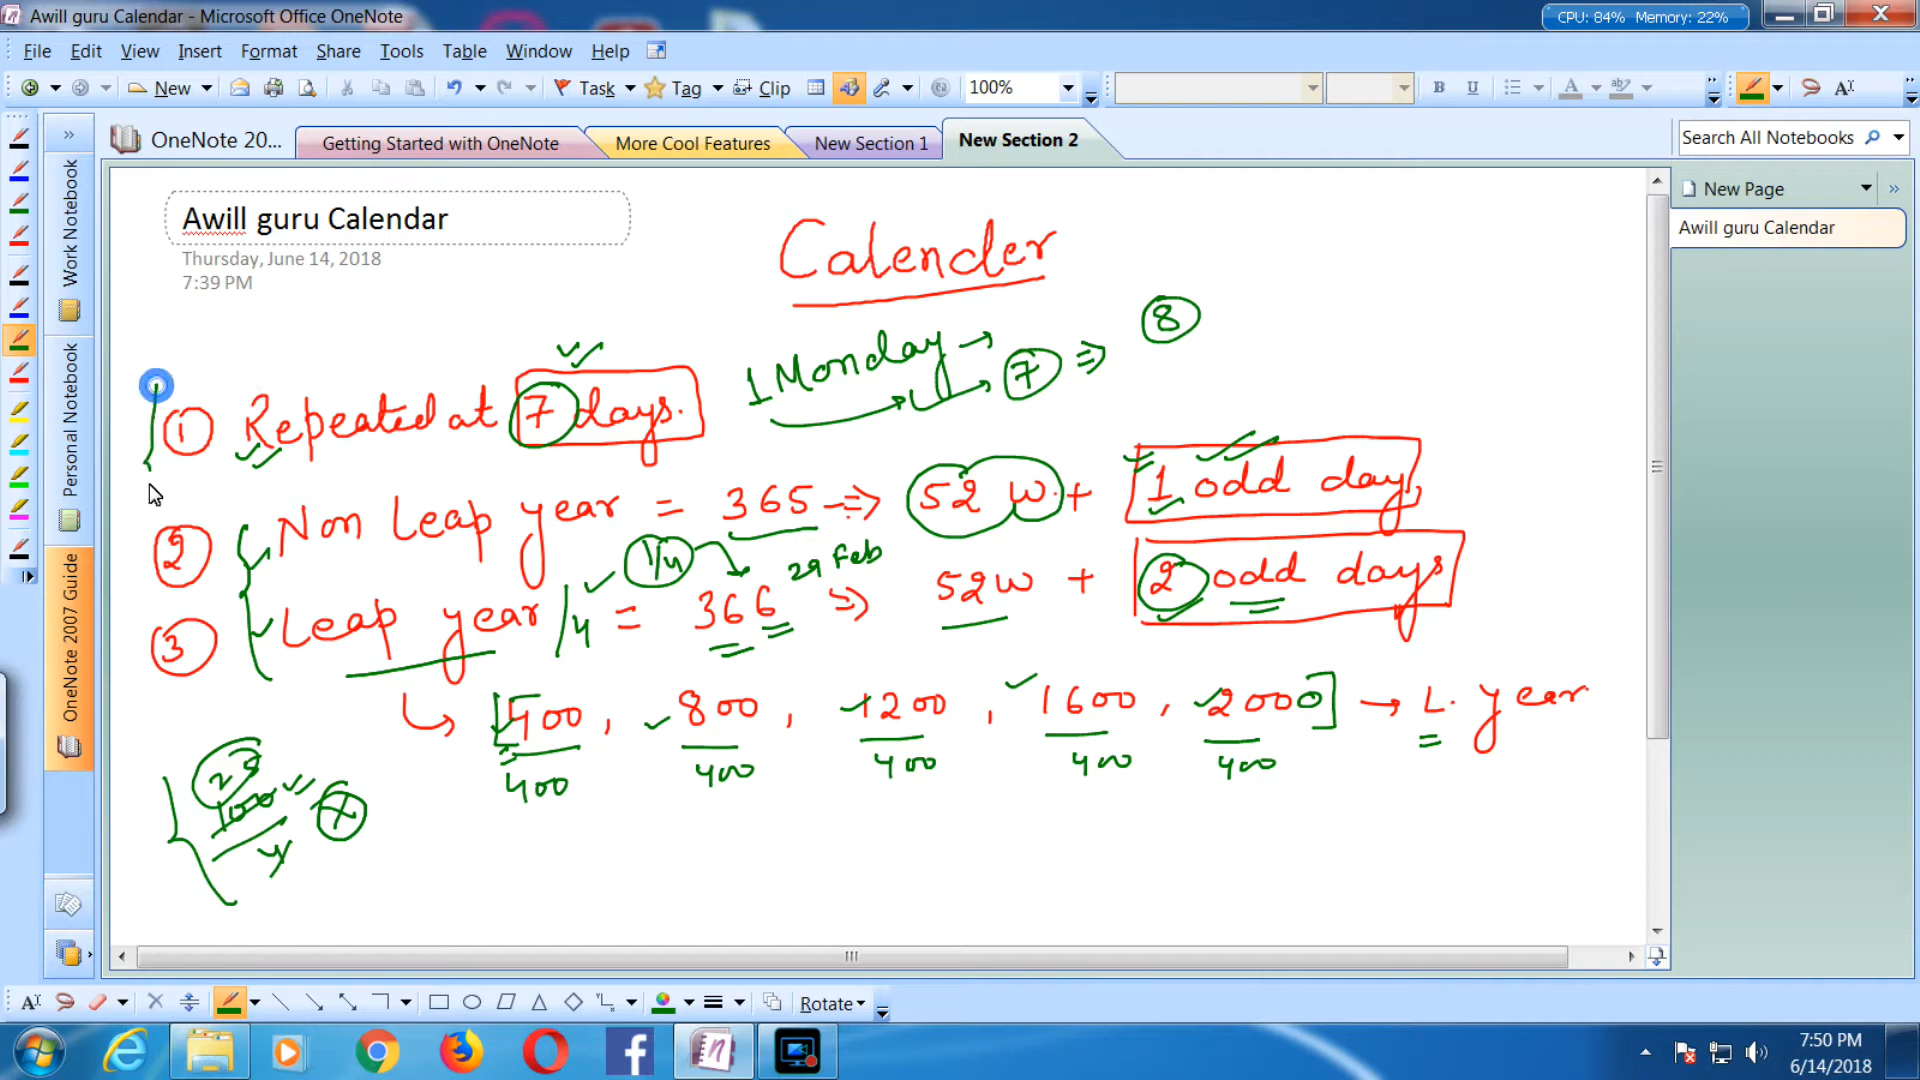 Awill guru Calendar - Microsoft Office OneNote
CPU: 84% Memory: 22%
File Edit View Insert Format Share Tools Table Window Help
New Task Tag Clip 100% B U
OneNote 20... Getting Started with OneNote More Cool Features New Section 1 New Section 2
Search All Notebooks
Work Notebook
Personal Notebook
OneNote 2007 Guide
New Page
Awill guru Calendar
Awill guru Calendar
Thursday, June 14, 2018
7:39 PM
Calender
1 Monday → 7 ⇒ 8
① Repeated at 7 days.
② Non Leap year = 365 ⇒ 52 W + 1 odd day,
1/4 29 Feb
③ Leap year /4 = 366 ⇒ 52W + 2 odd days
[400, 800, 1200, 1600, 2000] → L. year
400 400 400 400 400
25
100
4
Rotate
7:50 PM
6/14/2018